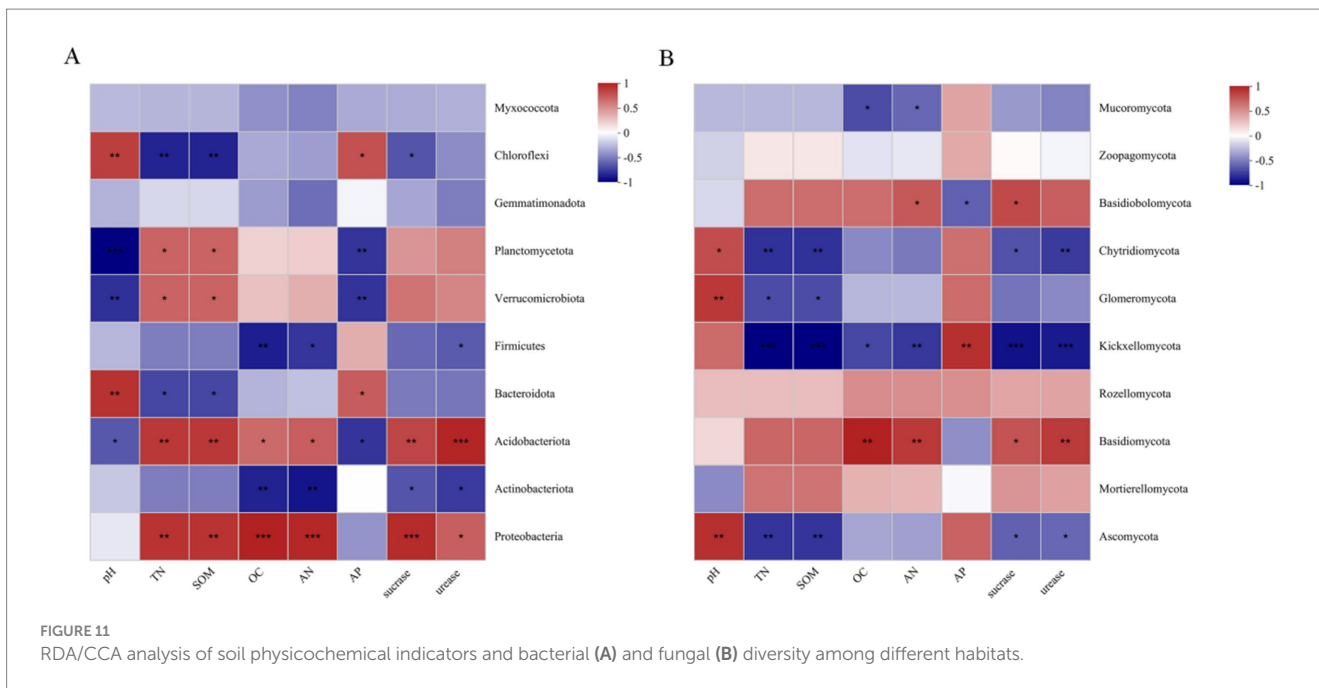 A
Myxococcota
Chloroflexi
** ** ** * *
Gemmatimonadota
Planctomycetota
*** * * **
Verrucomicrobiota
** * * **
Firmicutes
** * *
Bacteroidota
** * * *
Acidobacteriota
* ** ** * * * ** ***
Actinobacteriota
** ** * *
Proteobacteria
** ** *** *** *** *
pH
TN
SOM
OC
AN
AP
sucrase
urease
1
0.5
0
-0.5
-1
B
Mucoromycota
* *
Zoopagomycota
Basidiobolomycota
* * *
Chytridiomycota
* ** ** * **
Glomeromycota
** * *
Kickxellomycota
*** *** * ** ** *** ***
Rozellomycota
Basidiomycota
** ** * **
Mortierellomycota
Ascomycota
** ** ** * *
pH
TN
SOM
OC
AN
AP
sucrase
urease
1
0.5
0
-0.5
-1
FIGURE 11
RDA/CCA analysis of soil physicochemical indicators and bacterial (A) and fungal (B) diversity among different habitats.